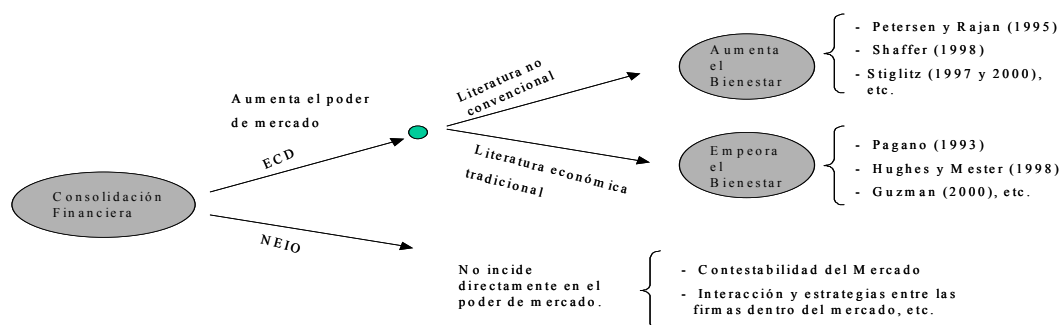 Consolidación
Financiera
Aumenta el poder
de mercado
ECD
NEIO
Literatura no
convencional
Literatura económica
tradicional
Aumenta
el
Bienestar
- Petersen y Rajan (1995)
- Shaffer (1998)
- Stiglitz (1997 y 2000),
etc.
Empeora
el
Bienestar
- Pagano (1993)
- Hughes y Mester (1998)
- Guzman (2000), etc.
No incide
directamente en el
poder de mercado.
- Contestabilidad del Mercado
- Interacción y estrategias entre las
firmas dentro del mercado, etc.